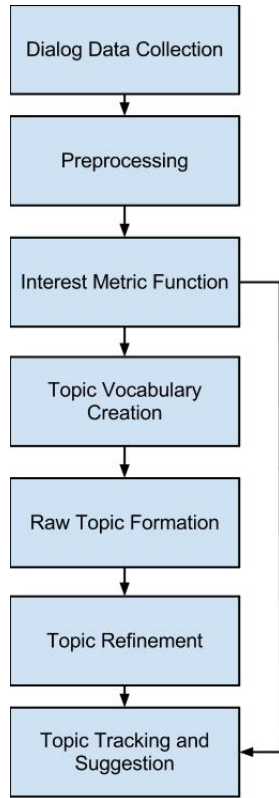 Dialog Data Collection
Preprocessing
Interest Metric Function
Topic Vocabulary
Creation
Raw Topic Formation
Topic Refinement
Topic Tracking and
Suggestion